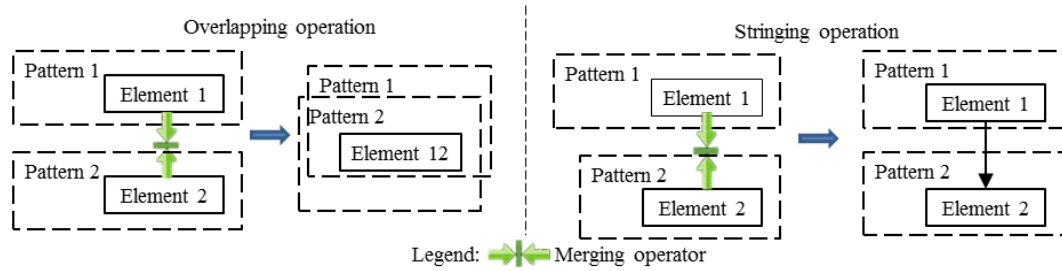 Overlapping operation
Pattern 1
Element 1
Pattern 2
Element 2
Pattern 1
Pattern 2
Element 12
Stringing operation
Pattern 1
Element 1
Pattern 2
Element 2
Pattern 1
Element 1
Pattern 2
Element 2
Legend: Merging operator